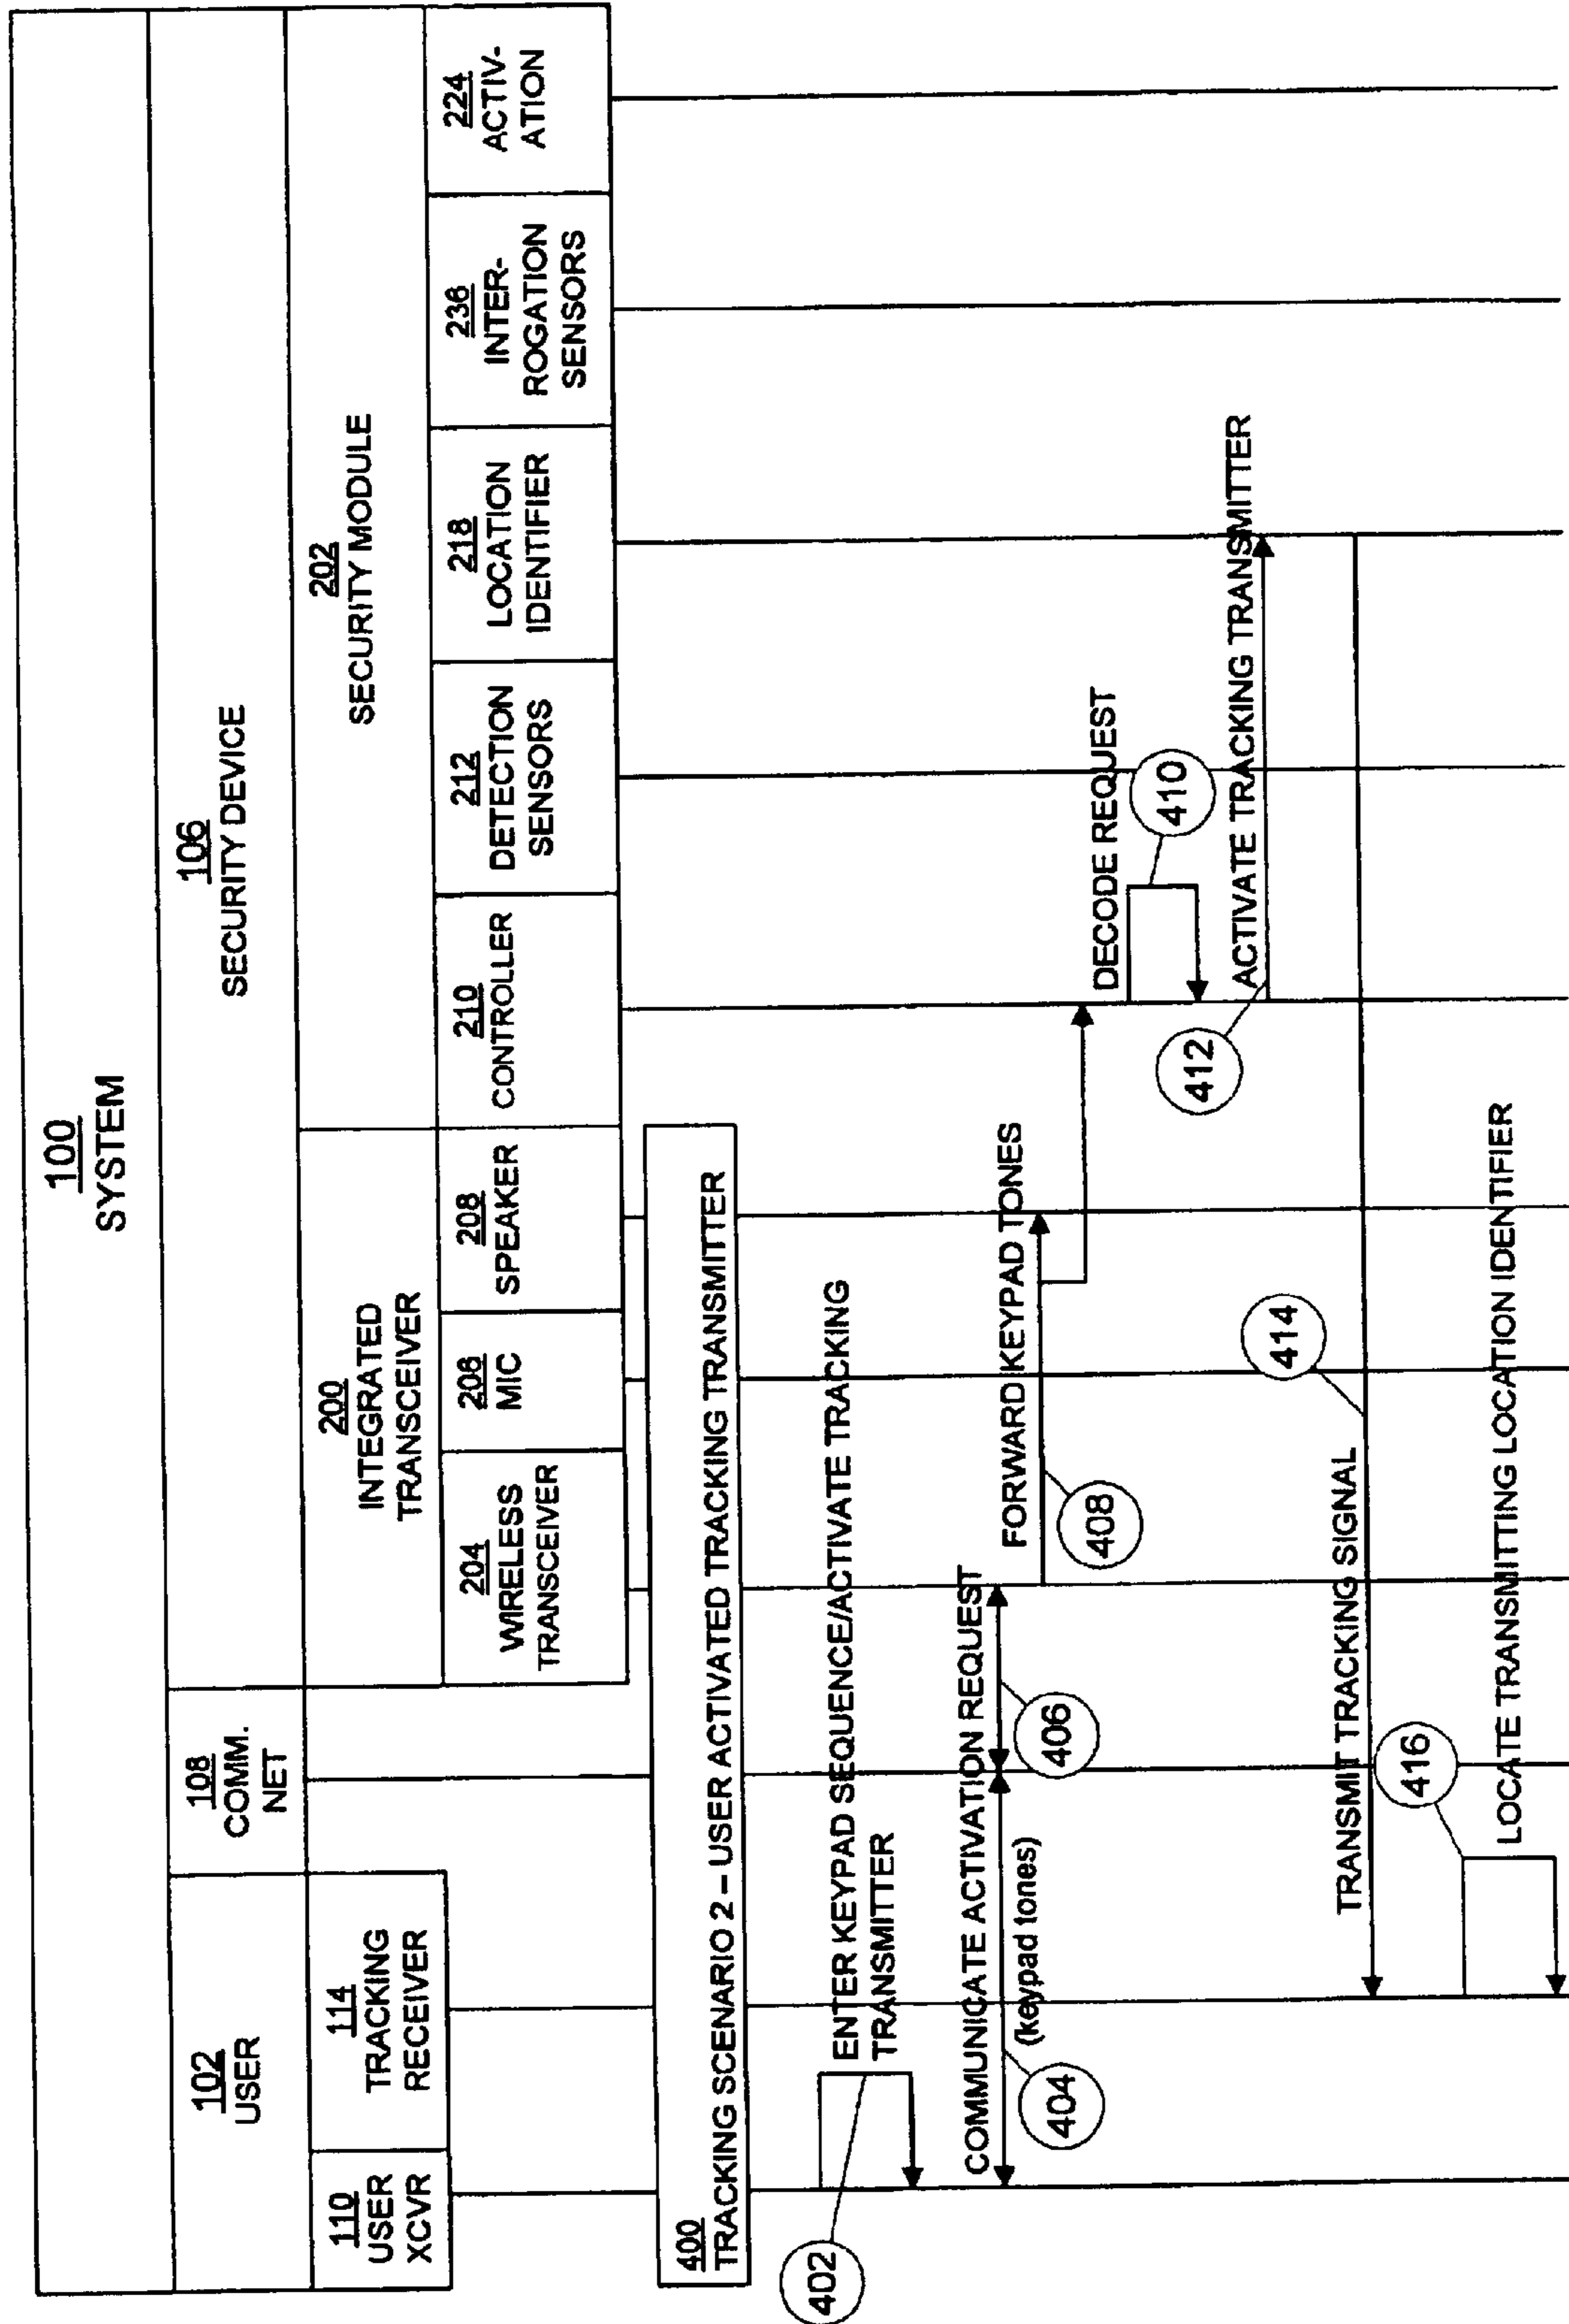 100
SYSTEM
102
USER
108
COMM.
NET
106
SECURITY DEVICE
110
USER
XCVR
114
TRACKING
RECEIVER
200
INTEGRATED
TRANSCEIVER
202
SECURITY MODULE
204
WIRELESS
TRANSCEIVER
206
MIC
208
SPEAKER
210
CONTROLLER
212
DETECTION
SENSORS
218
LOCATION
IDENTIFIER
236
INTER-
ROGATION
SENSORS
224
ACTIV-
ATION
400
TRACKING SCENARIO 2 – USER ACTIVATED TRACKING TRANSMITTER
402
ENTER KEYPAD SEQUENCE/ACTIVATE TRACKING
TRANSMITTER
COMMUNICATE ACTIVATION REQUEST
(keypad tones)
404
406
FORWARD KEYPAD TONES
408
DECODE REQUEST
410
412
ACTIVATE TRACKING TRANSMITTER
TRANSMIT TRACKING SIGNAL
414
416
LOCATE TRANSMITTING LOCATION IDENTIFIER